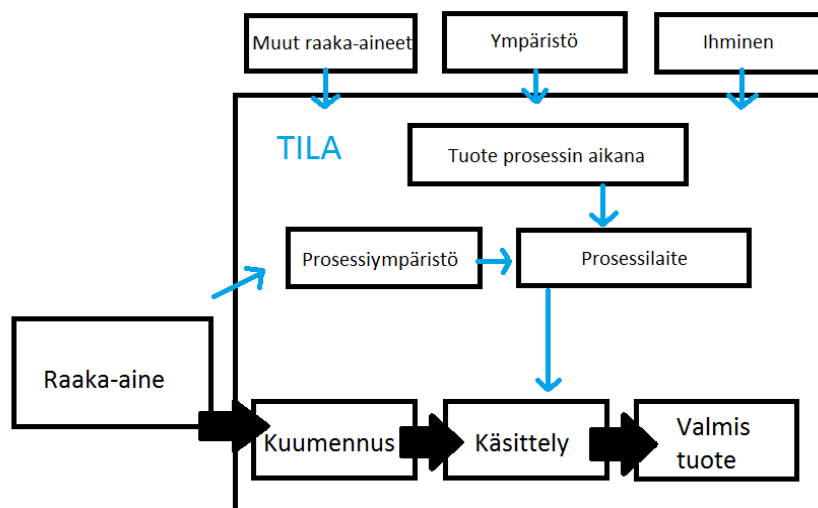 Muut raaka-aineet
Ympäristö
Ihminen
TILA
Tuote prosessin aikana
Prosessiympäristö
Prosessilaite
Raaka-aine
Kuumennus
Käsittely
Valmis
tuote